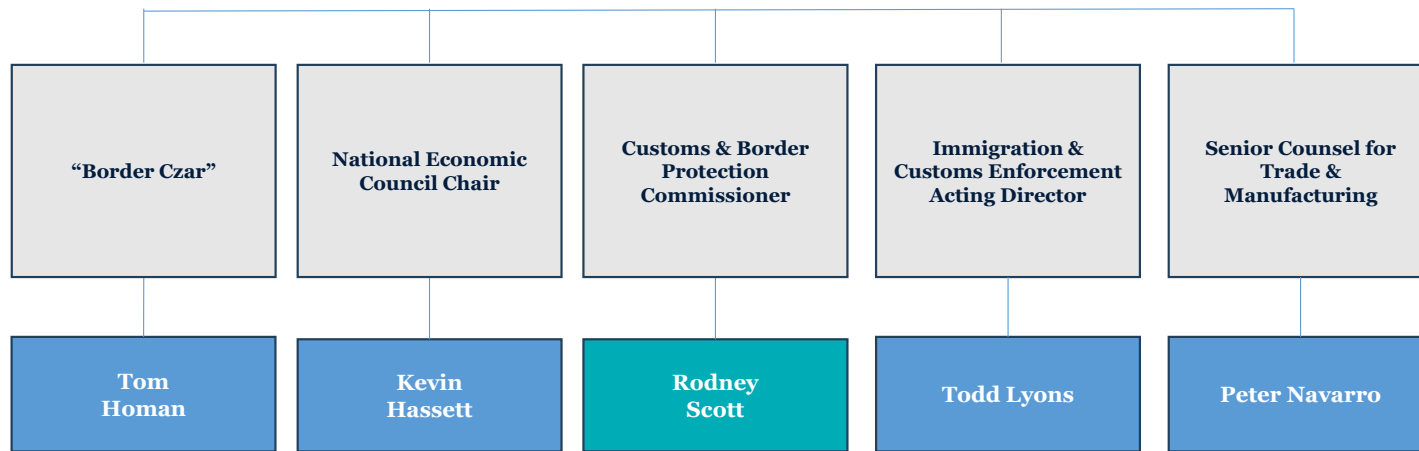 “Border Czar”
National Economic
Council Chair
Customs & Border
Protection
Commissioner
Immigration &
Customs Enforcement
Acting Director
Senior Counsel for
Trade &
Manufacturing
Tom
Homan
Kevin
Hassett
Rodney
Scott
Todd Lyons
Peter Navarro